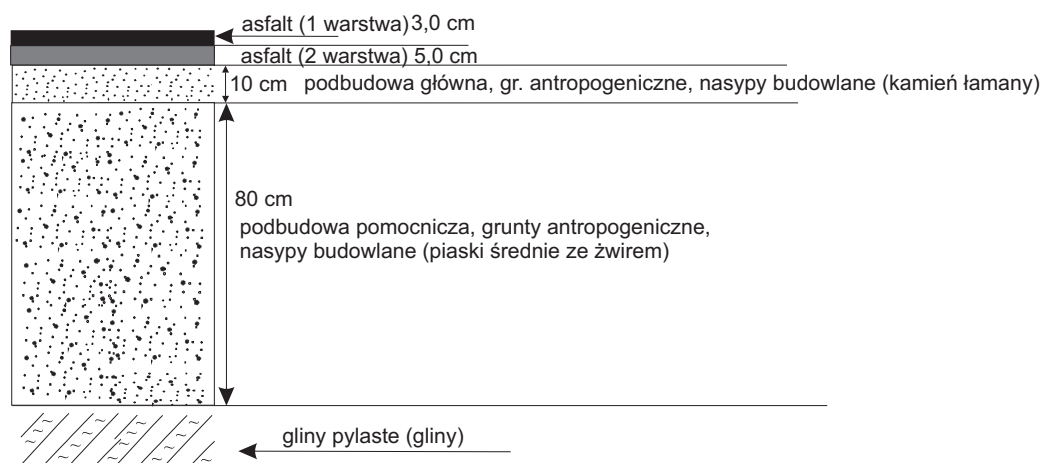 asfalt (1 warstwa) 3,0 cm
asfalt (2 warstwa) 5,0 cm
10 cm podbudowa główna, gr. antropogeniczne, nasypy budowlane (kamień łamany)
80 cm
podbudowa pomocnicza, grunty antropogeniczne,
nasypy budowlane (piaski średnie ze żwirem)
gliny pylaste (gliny)